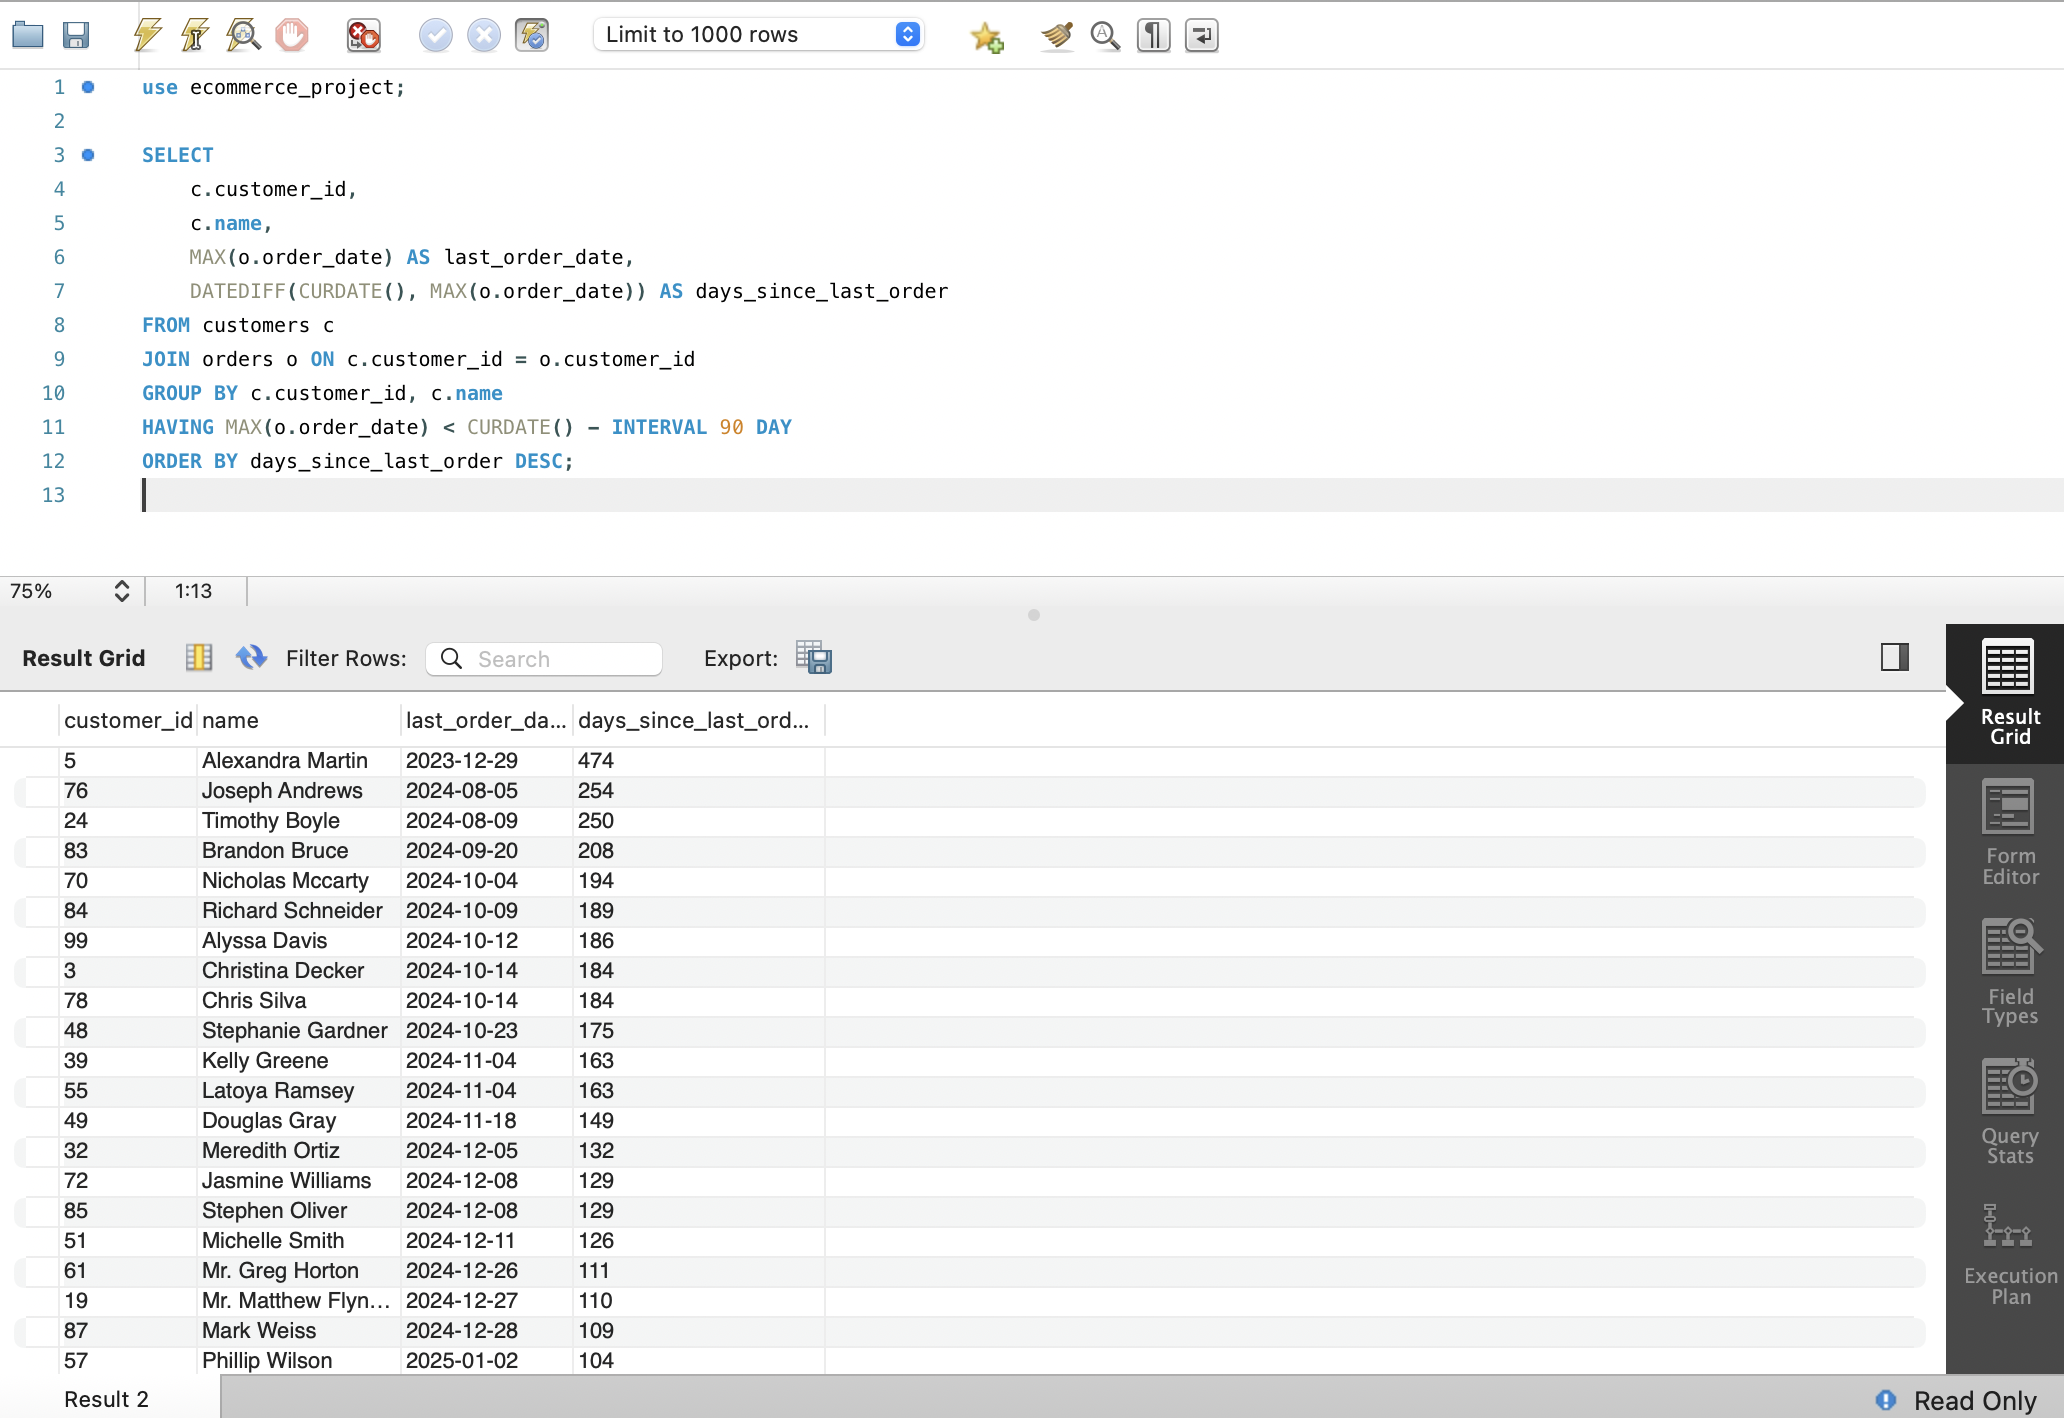 Limit to 1000 rows
1 use ecommerce_project;
2
3 SELECT
4 c.customer_id,
5 c.name,
6 MAX(o.order_date) AS last_order_date,
7 DATEDIFF(CURDATE(), MAX(o.order_date)) AS days_since_last_order
8 FROM customers c
9 JOIN orders o ON c.customer_id = o.customer_id
10 GROUP BY c.customer_id, c.name
11 HAVING MAX(o.order_date) < CURDATE() - INTERVAL 90 DAY
12 ORDER BY days_since_last_order DESC;
13
75% 1:13
Result Grid Filter Rows: Search Export:
customer_id name last_order_da... days_since_last_ord...
5 Alexandra Martin 2023-12-29 474
76 Joseph Andrews 2024-08-05 254
24 Timothy Boyle 2024-08-09 250
83 Brandon Bruce 2024-09-20 208
70 Nicholas Mccarty 2024-10-04 194
84 Richard Schneider 2024-10-09 189
99 Alyssa Davis 2024-10-12 186
3 Christina Decker 2024-10-14 184
78 Chris Silva 2024-10-14 184
48 Stephanie Gardner 2024-10-23 175
39 Kelly Greene 2024-11-04 163
55 Latoya Ramsey 2024-11-04 163
49 Douglas Gray 2024-11-18 149
32 Meredith Ortiz 2024-12-05 132
72 Jasmine Williams 2024-12-08 129
85 Stephen Oliver 2024-12-08 129
51 Michelle Smith 2024-12-11 126
61 Mr. Greg Horton 2024-12-26 111
19 Mr. Matthew Flyn... 2024-12-27 110
87 Mark Weiss 2024-12-28 109
57 Phillip Wilson 2025-01-02 104
Result
Grid
Form
Editor
Field
Types
Query
Stats
Execution
Plan
Result 2
Read Only